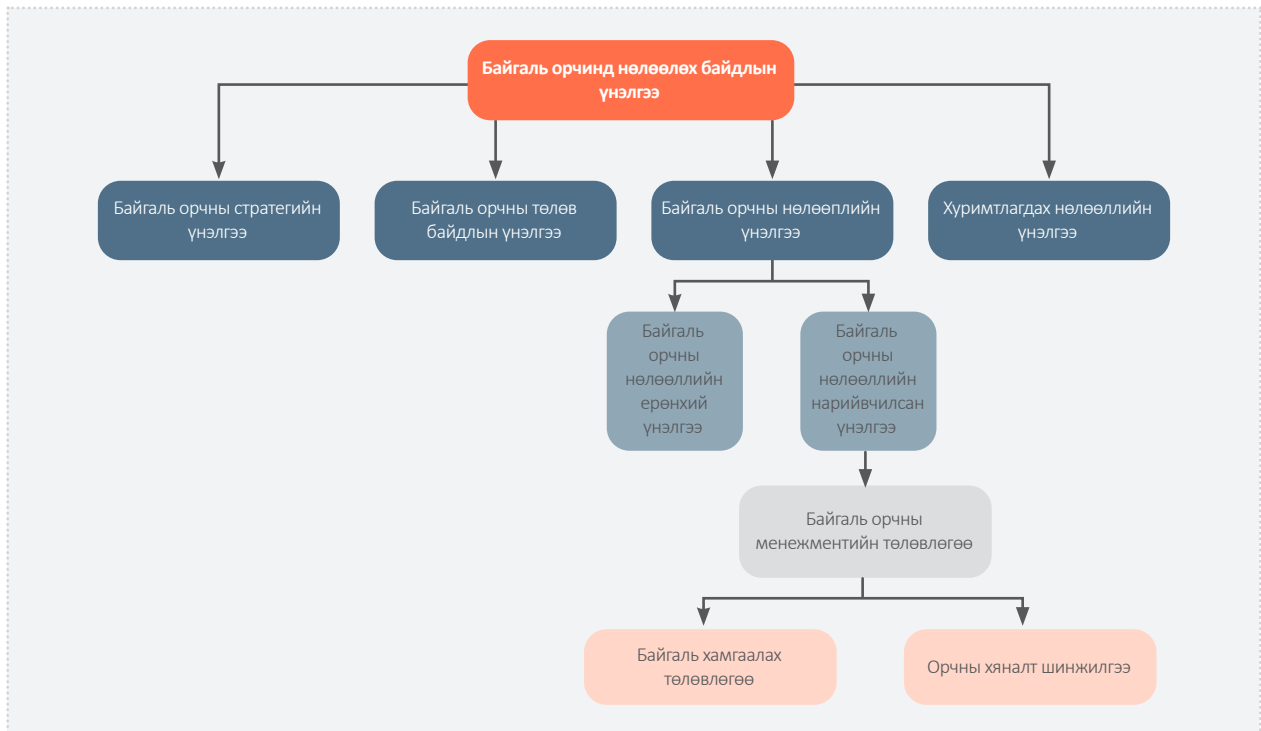 Байгаль орчинд нөлөөлөх байдлын
үнэлгээ
Байгаль орчны стратегийн
үнэлгээ
Байгаль орчны төлөв
байдлын үнэлгээ
Байгаль орчны нөлөөплийн
үнэлгээ
Хуримтлагдах нөлөөллийн
үнэлгээ
Байгаль
орчны
нөлөөллийн
ерөнхий
үнэлгээ
Байгаль
орчны
нөлөөллийн
нарийвчилсан
үнэлгээ
Байгаль орчны
менежментийн төлөвлөгөө
Байгаль хамгаалах
төлөвлөгөө
Орчны хяналт шинжилгээ